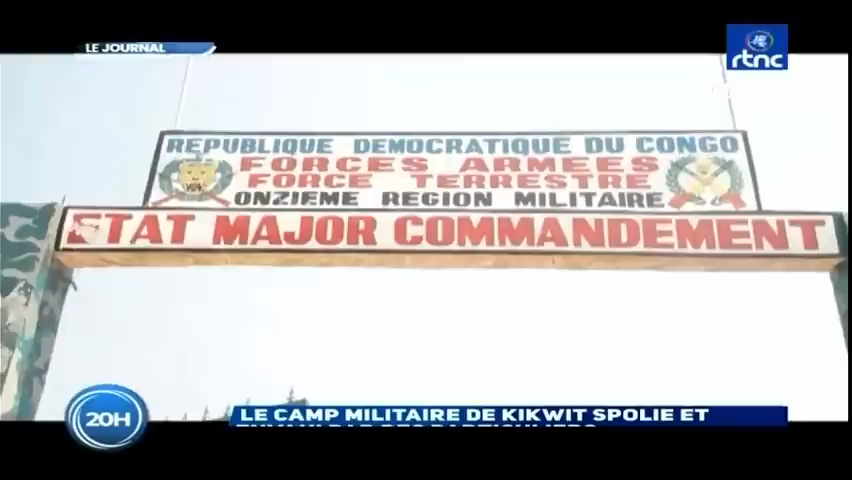 LE JOURNAL
rtnc
REPUBLIQUE DEMOCRATIQUE DU CONGO
FORCES ARMEES
FORCE TERRESTRE
ONZIEME REGION MILITAIRE
ETAT MAJOR COMMANDEMENT
20H
LE CAMP MILITAIRE DE KIKWIT SPOLIE ET